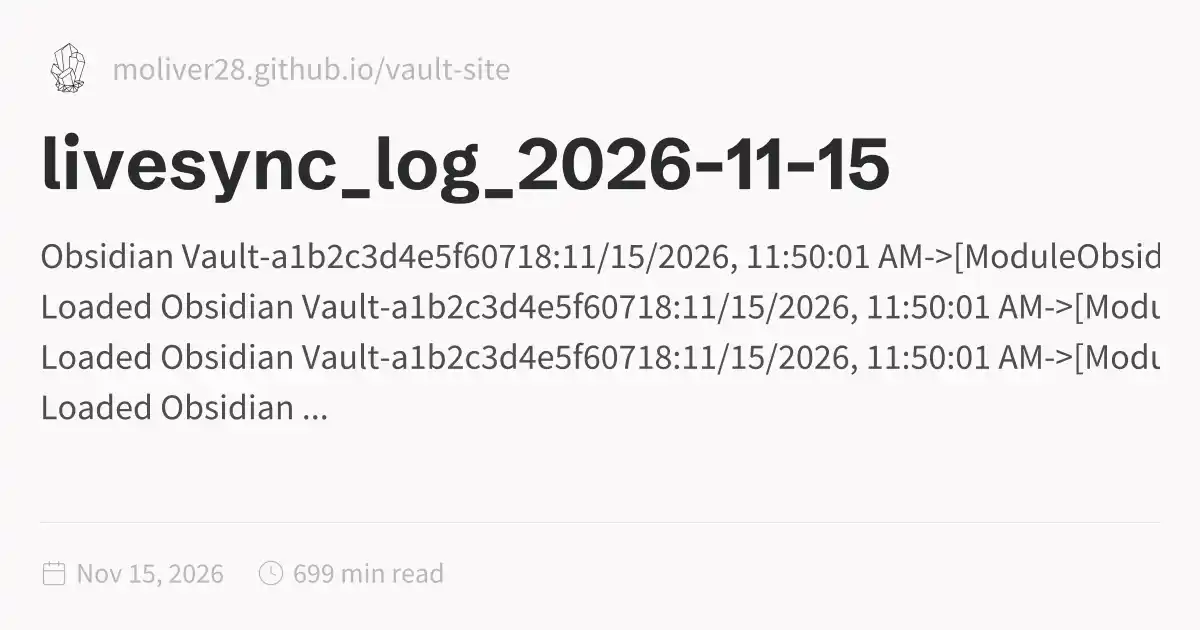 moliver28.github.io/vault-site
livesync_log_2026-11-15
Obsidian Vault-a1b2c3d4e5f60718:11/15/2026, 11:50:01 AM->[ModuleObsid
Loaded Obsidian Vault-a1b2c3d4e5f60718:11/15/2026, 11:50:01 AM->[Modu
Loaded Obsidian Vault-a1b2c3d4e5f60718:11/15/2026, 11:50:01 AM->[Modu
Loaded Obsidian ...
Nov 15, 2026 699 min read